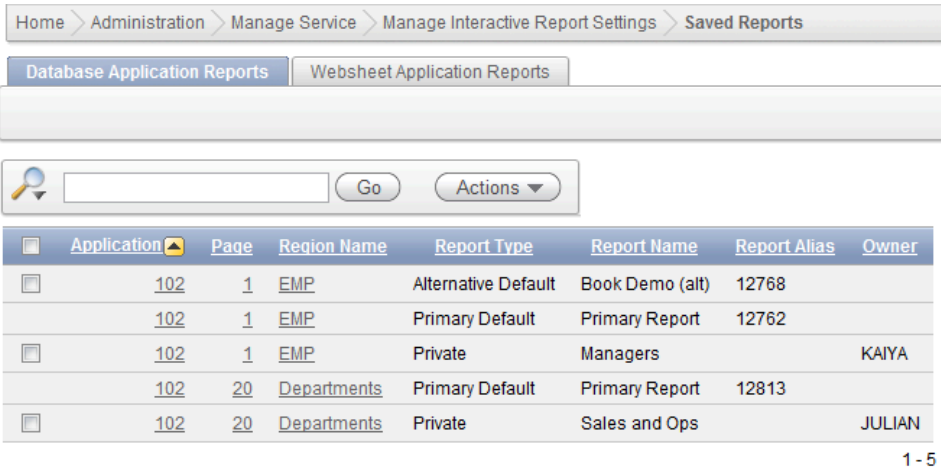 Home Administration Manage Service Manage Interactive Report Settings Saved Reports
Database Application Reports Websheet Application Reports
Go Actions
Application Page Region Name Report Type Report Name Report Alias Owner
102 1 EMP Alternative Default Book Demo (alt) 12768
102 1 EMP Primary Default Primary Report 12762
102 1 EMP Private Managers KAIYA
102 20 Departments Primary Default Primary Report 12813
102 20 Departments Private Sales and Ops JULIAN
1 - 5